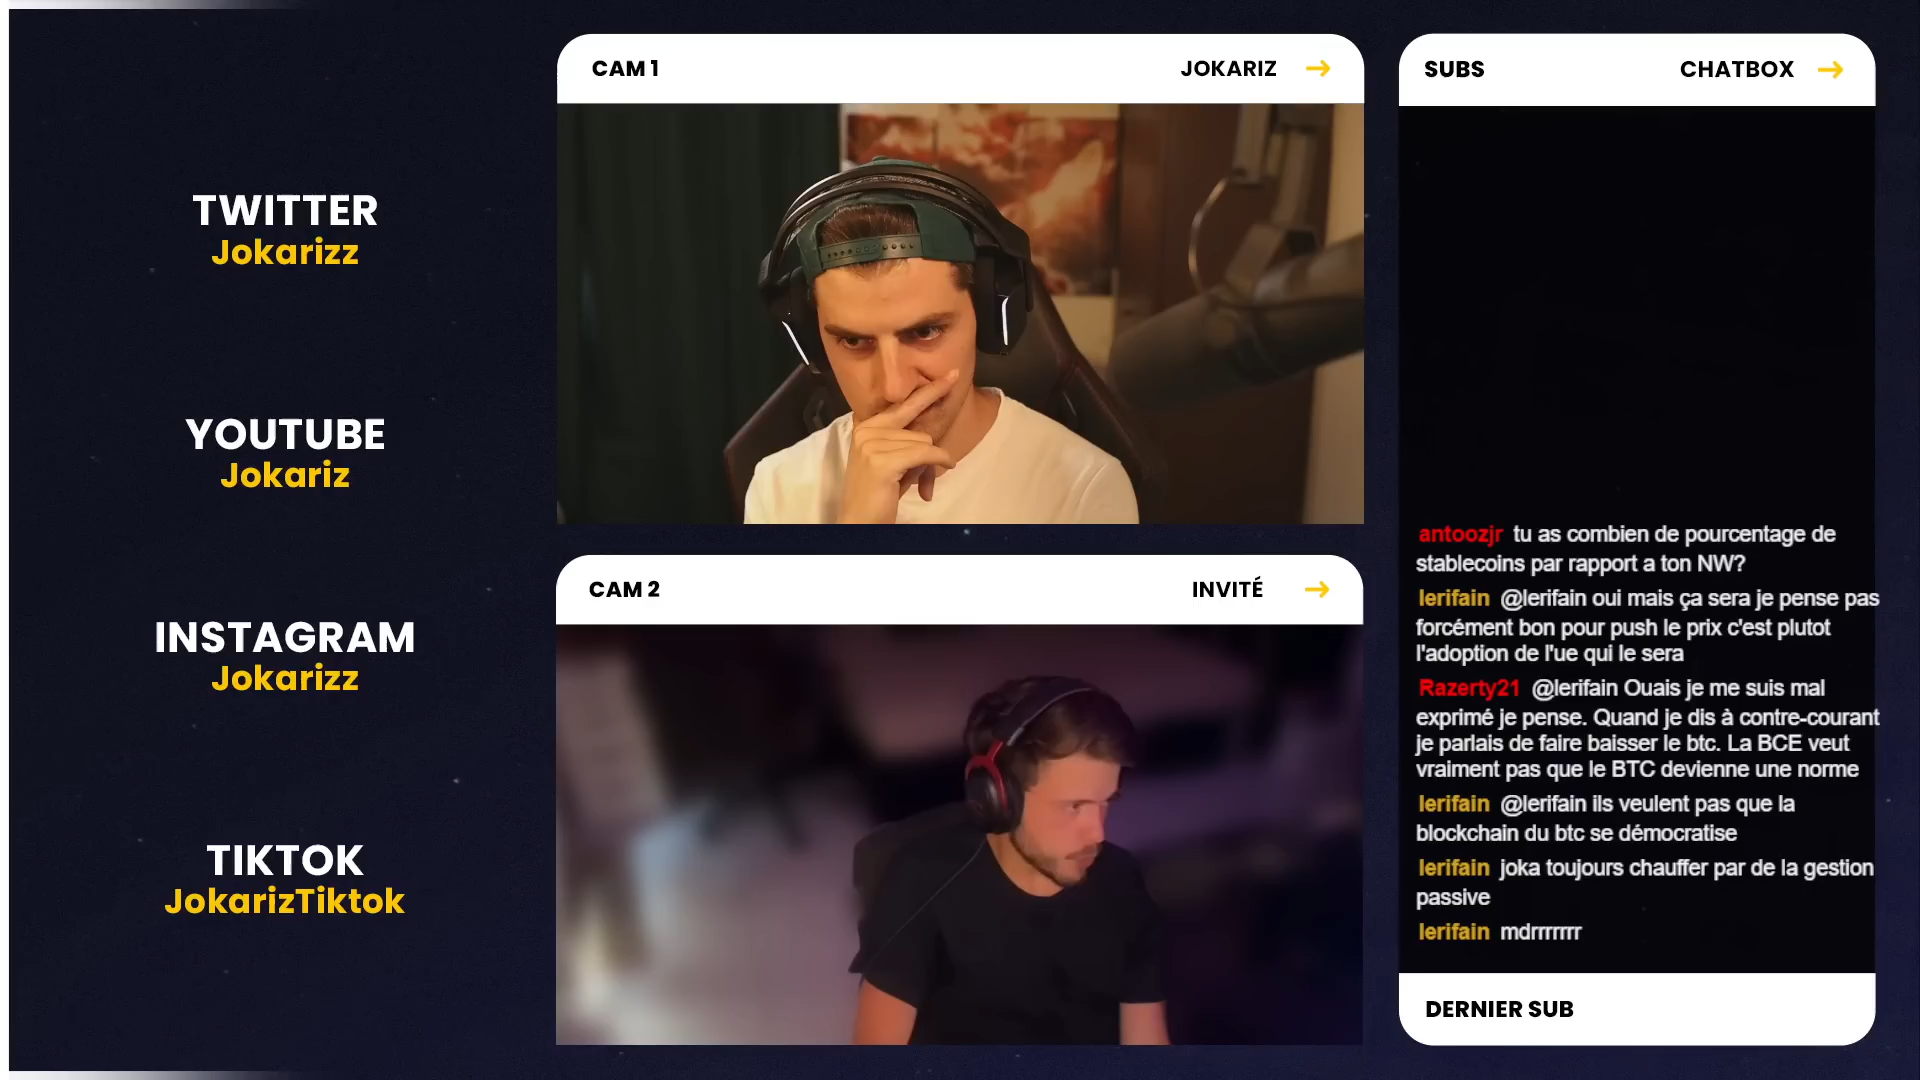 TWITTER
Jokarizz
YOUTUBE
Jokariz
INSTAGRAM
Jokarizz
TIKTOK
JokarizTiktok
CAM 1
JOKARIZ
CAM 2
INVITÉ
SUBS
CHATBOX
antoozjr tu as combien de pourcentage de
stablecoins par rapport a ton NW?
lerifain @lerifain oui mais ça sera je pense pas
forcément bon pour push le prix c'est plutot
l'adoption de l'ue qui le sera
Razerty21 @lerifain Ouais je me suis mal
exprimé je pense. Quand je dis à contre-courant
je parlais de faire baisser le btc. La BCE veut
vraiment pas que le BTC devienne une norme
lerifain @lerifain ils veulent pas que la
blockchain du btc se démocratise
lerifain joka toujours chauffer par de la gestion
passive
lerifain mdrrrrrrr
DERNIER SUB